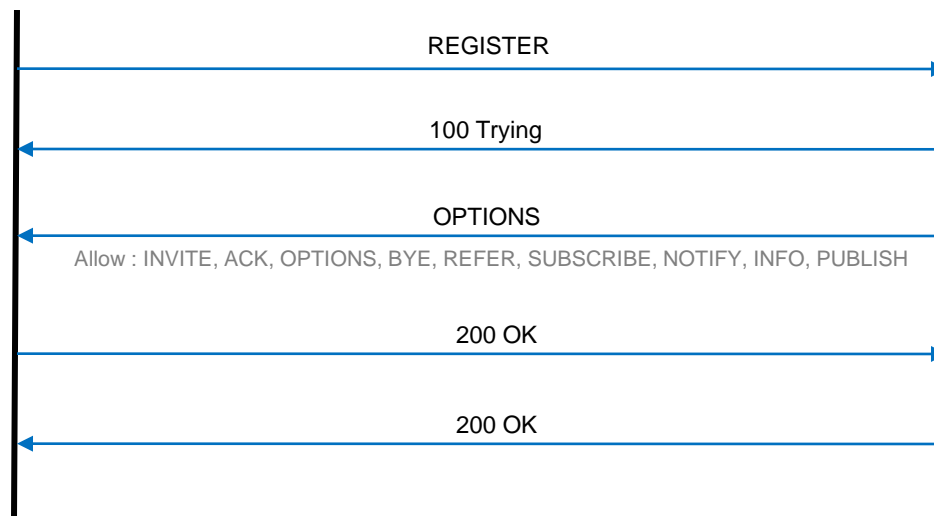 REGISTER
100 Trying
OPTIONS
Allow : INVITE, ACK, OPTIONS, BYE, REFER, SUBSCRIBE, NOTIFY, INFO, PUBLISH
200 OK
200 OK